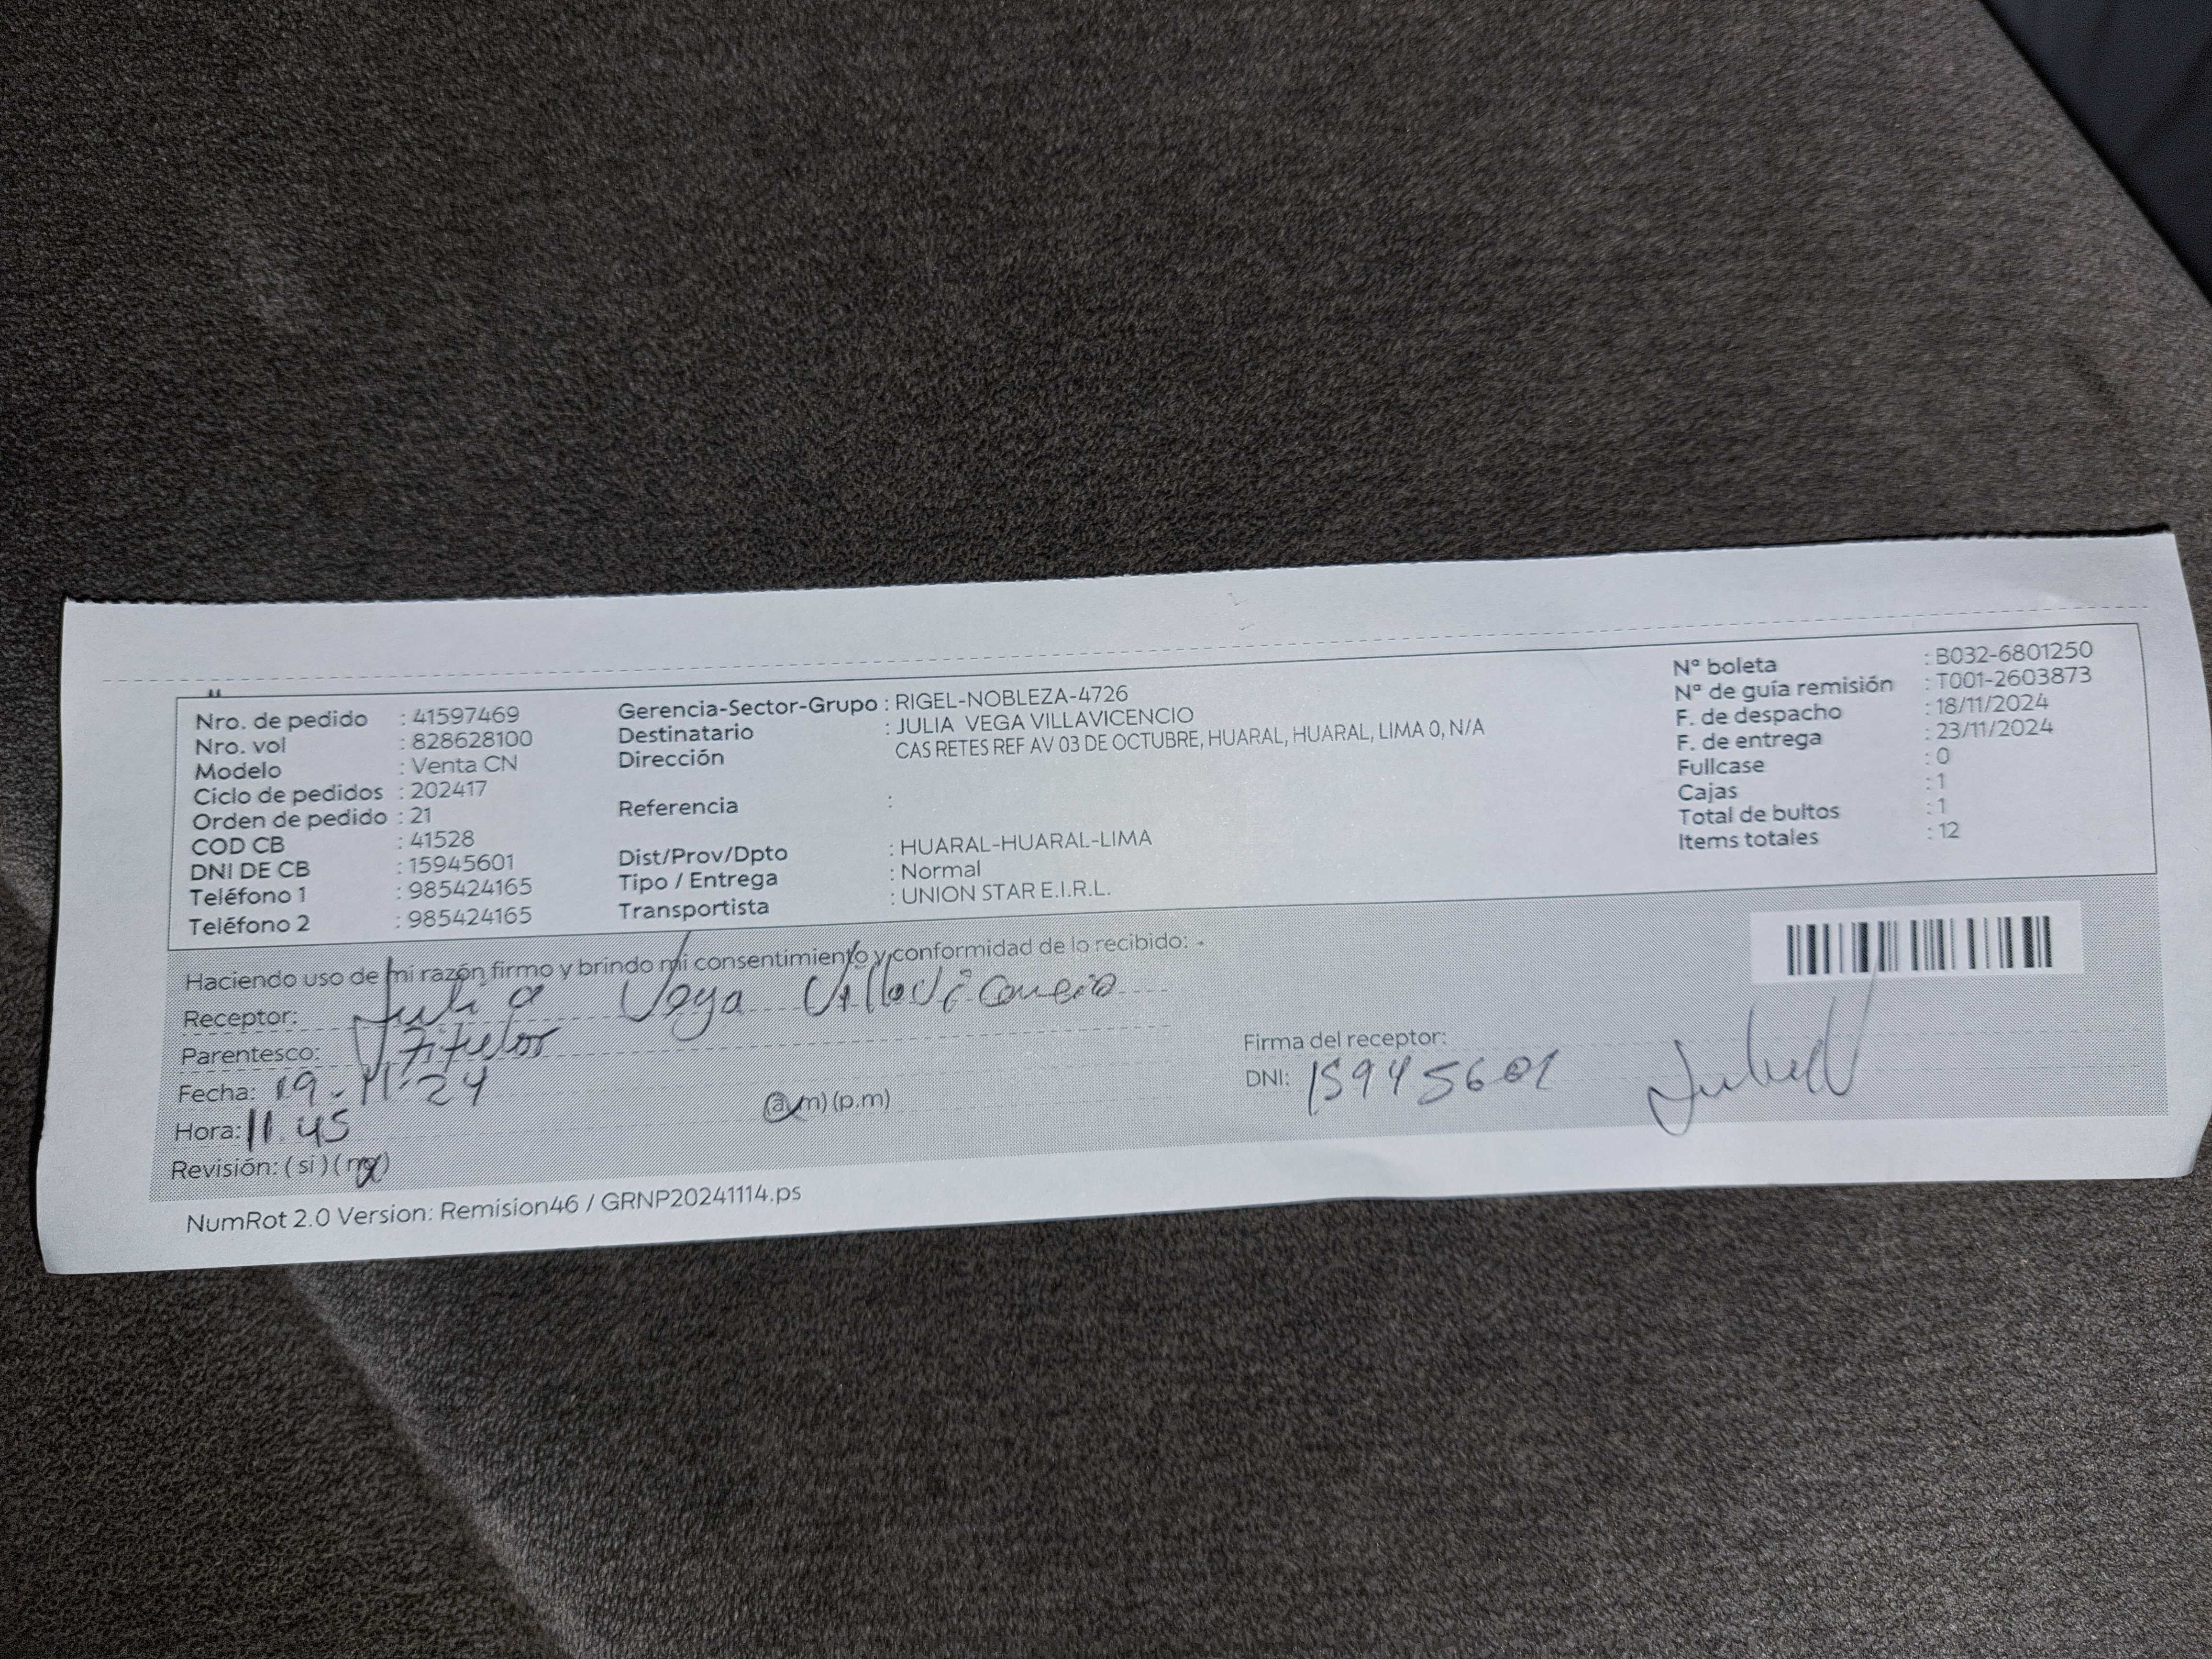 Nro. de pedido : 41597469
Nro. vol : 828628100
Modelo : Venta CN
Ciclo de pedidos : 202417
Orden de pedido : 21
COD CB : 41528
DNI DE CB : 15945601
Teléfono 1 : 985424165
Teléfono 2 : 985424165
Gerencia-Sector-Grupo : RIGEL-NOBLEZA-4726
Destinatario : JULIA VEGA VILLAVICENCIO
Dirección CAS RETES REF AV 03 DE OCTUBRE, HUARAL, HUARAL, LIMA 0, N/A
Referencia :
Dist/Prov/Dpto : HUARAL-HUARAL-LIMA
Tipo / Entrega : Normal
Transportista : UNION STAR E.I.R.L.
Nº boleta : B032-6801250
Nº de guía remisión : T001-2603873
F. de despacho : 18/11/2024
F. de entrega : 23/11/2024
Fullcase : 0
Cajas : 1
Total de bultos : 1
Items totales : 12
Haciendo uso de mi razón firmo y brindo mi consentimiento y conformidad de lo recibido: -
Receptor: Julia Vega Villavicencio
Parentesco: Titular
Fecha: 19-11-24
Hora: 11.45 (a.m) (p.m)
Revisión: (si) (no)
Firma del receptor:
DNI: 15945601
NumRot 2.0 Version: Remision46 / GRNP20241114.ps